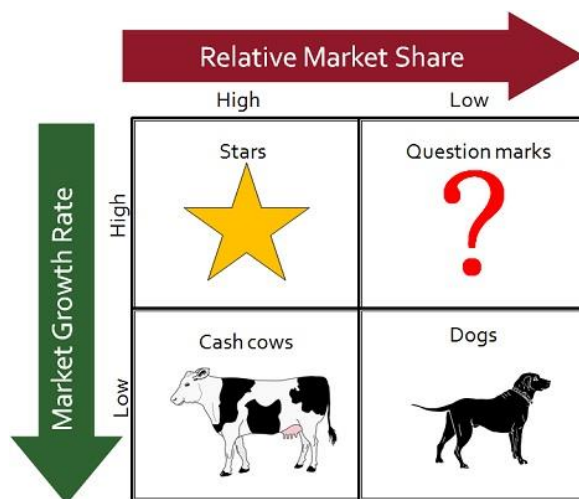 Relative Market Share
High
Low
Market Growth Rate
High
Stars
Question marks
?
Low
Cash cows
Dogs